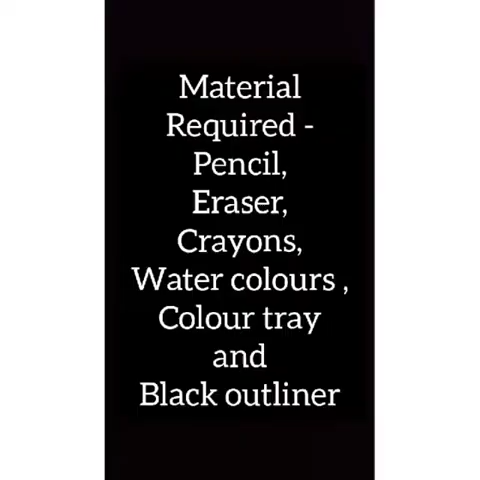 Material
Required -
Pencil,
Eraser,
Crayons,
Water colours ,
Colour tray
and
Black outliner